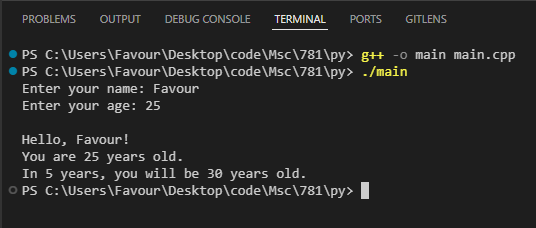 PROBLEMS OUTPUT DEBUG CONSOLE TERMINAL PORTS GITLENS
PS C:\Users\Favour\Desktop\code\Msc\781\py> g++ -o main main.cpp
PS C:\Users\Favour\Desktop\code\Msc\781\py> ./main
Enter your name: Favour
Enter your age: 25

Hello, Favour!
You are 25 years old.
In 5 years, you will be 30 years old.
PS C:\Users\Favour\Desktop\code\Msc\781\py>